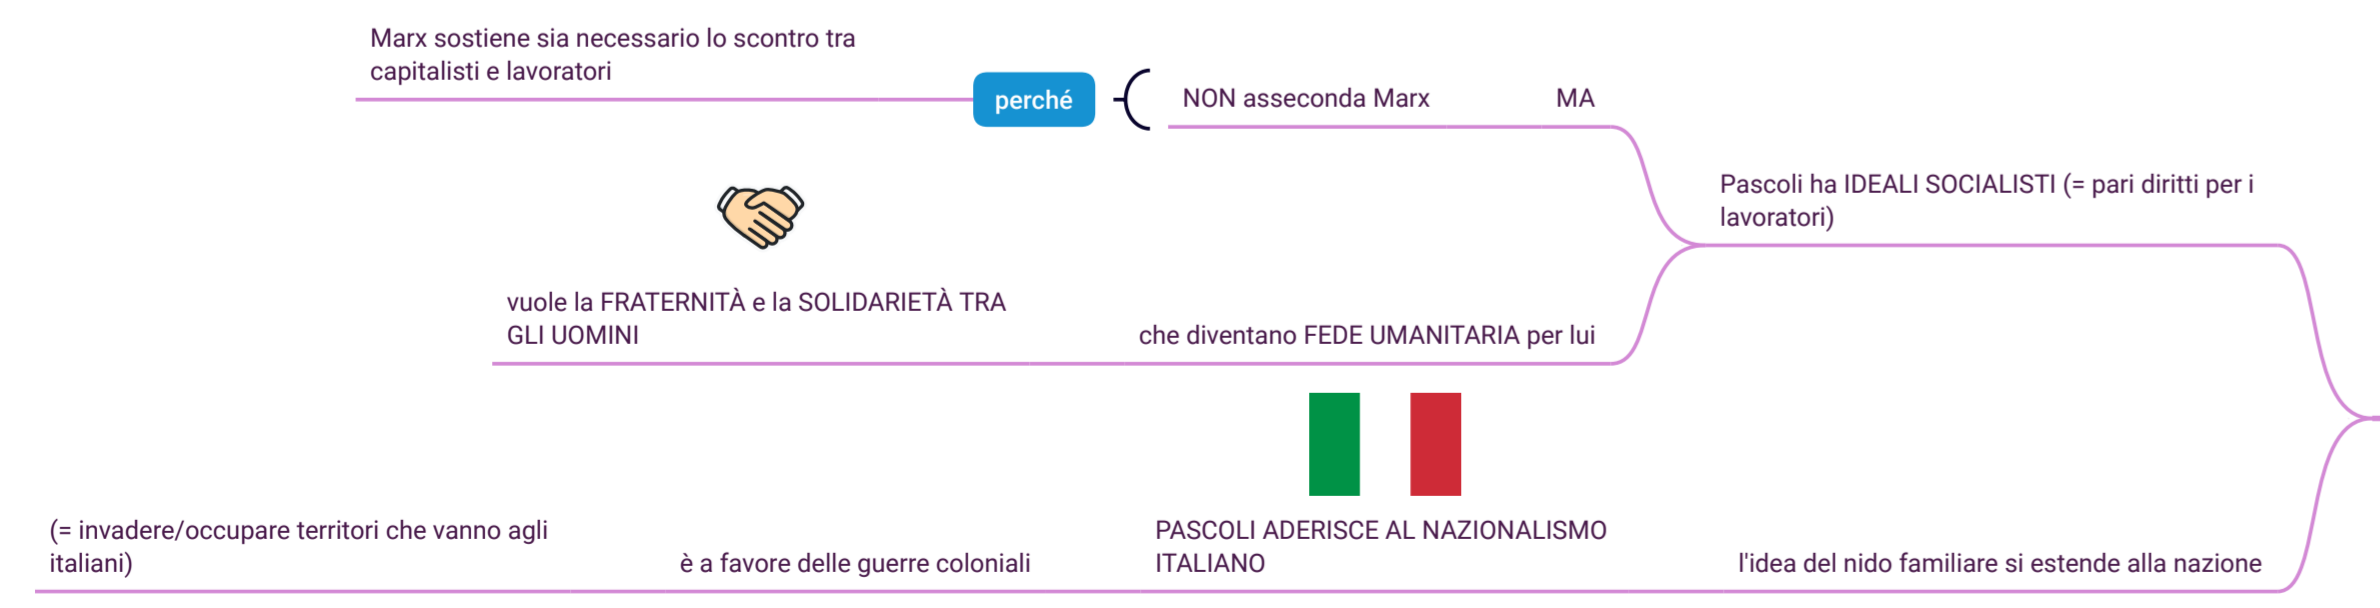 Marx sostiene sia necessario lo scontro tra
capitalisti e lavoratori
perché
NON asseconda Marx
MA
Pascoli ha IDEALI SOCIALISTI (= pari diritti per i
lavoratori)
vuole la FRATERNITÀ e la SOLIDARIETÀ TRA
GLI UOMINI
che diventano FEDE UMANITARIA per lui
(= invadere/occupare territori che vanno agli
italiani)
è a favore delle guerre coloniali
PASCOLI ADERISCE AL NAZIONALISMO
ITALIANO
l'idea del nido familiare si estende alla nazione